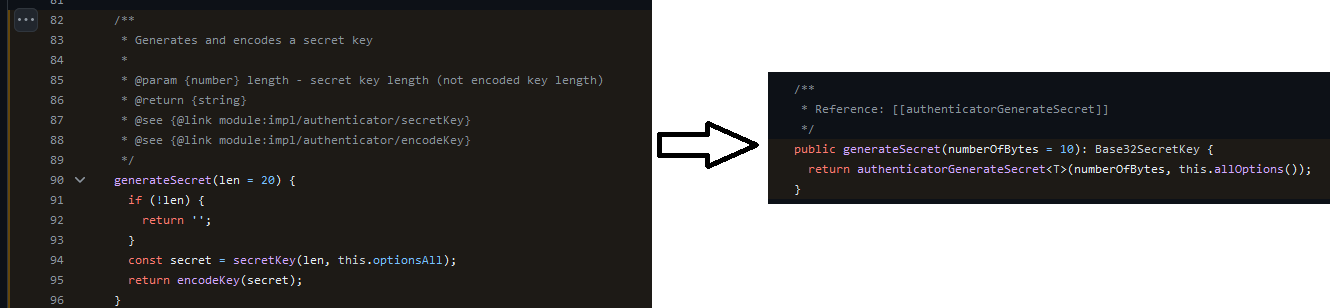 81
82 /**
83 * Generates and encodes a secret key
84 *
85 * @param {number} length - secret key length (not encoded key length)
86 * @return {string}
87 * @see {@link module:impl/authenticator/secretKey}
88 * @see {@link module:impl/authenticator/encodeKey}
89 */
90 generateSecret(len = 20) {
91 if (!len) {
92 return '';
93 }
94 const secret = secretKey(len, this.optionsAll);
95 return encodeKey(secret);
96 }
/**
* Reference: [[authenticatorGenerateSecret]]
*/
public generateSecret(numberOfBytes = 10): Base32SecretKey {
return authenticatorGenerateSecret<T>(numberOfBytes, this.allOptions());
}